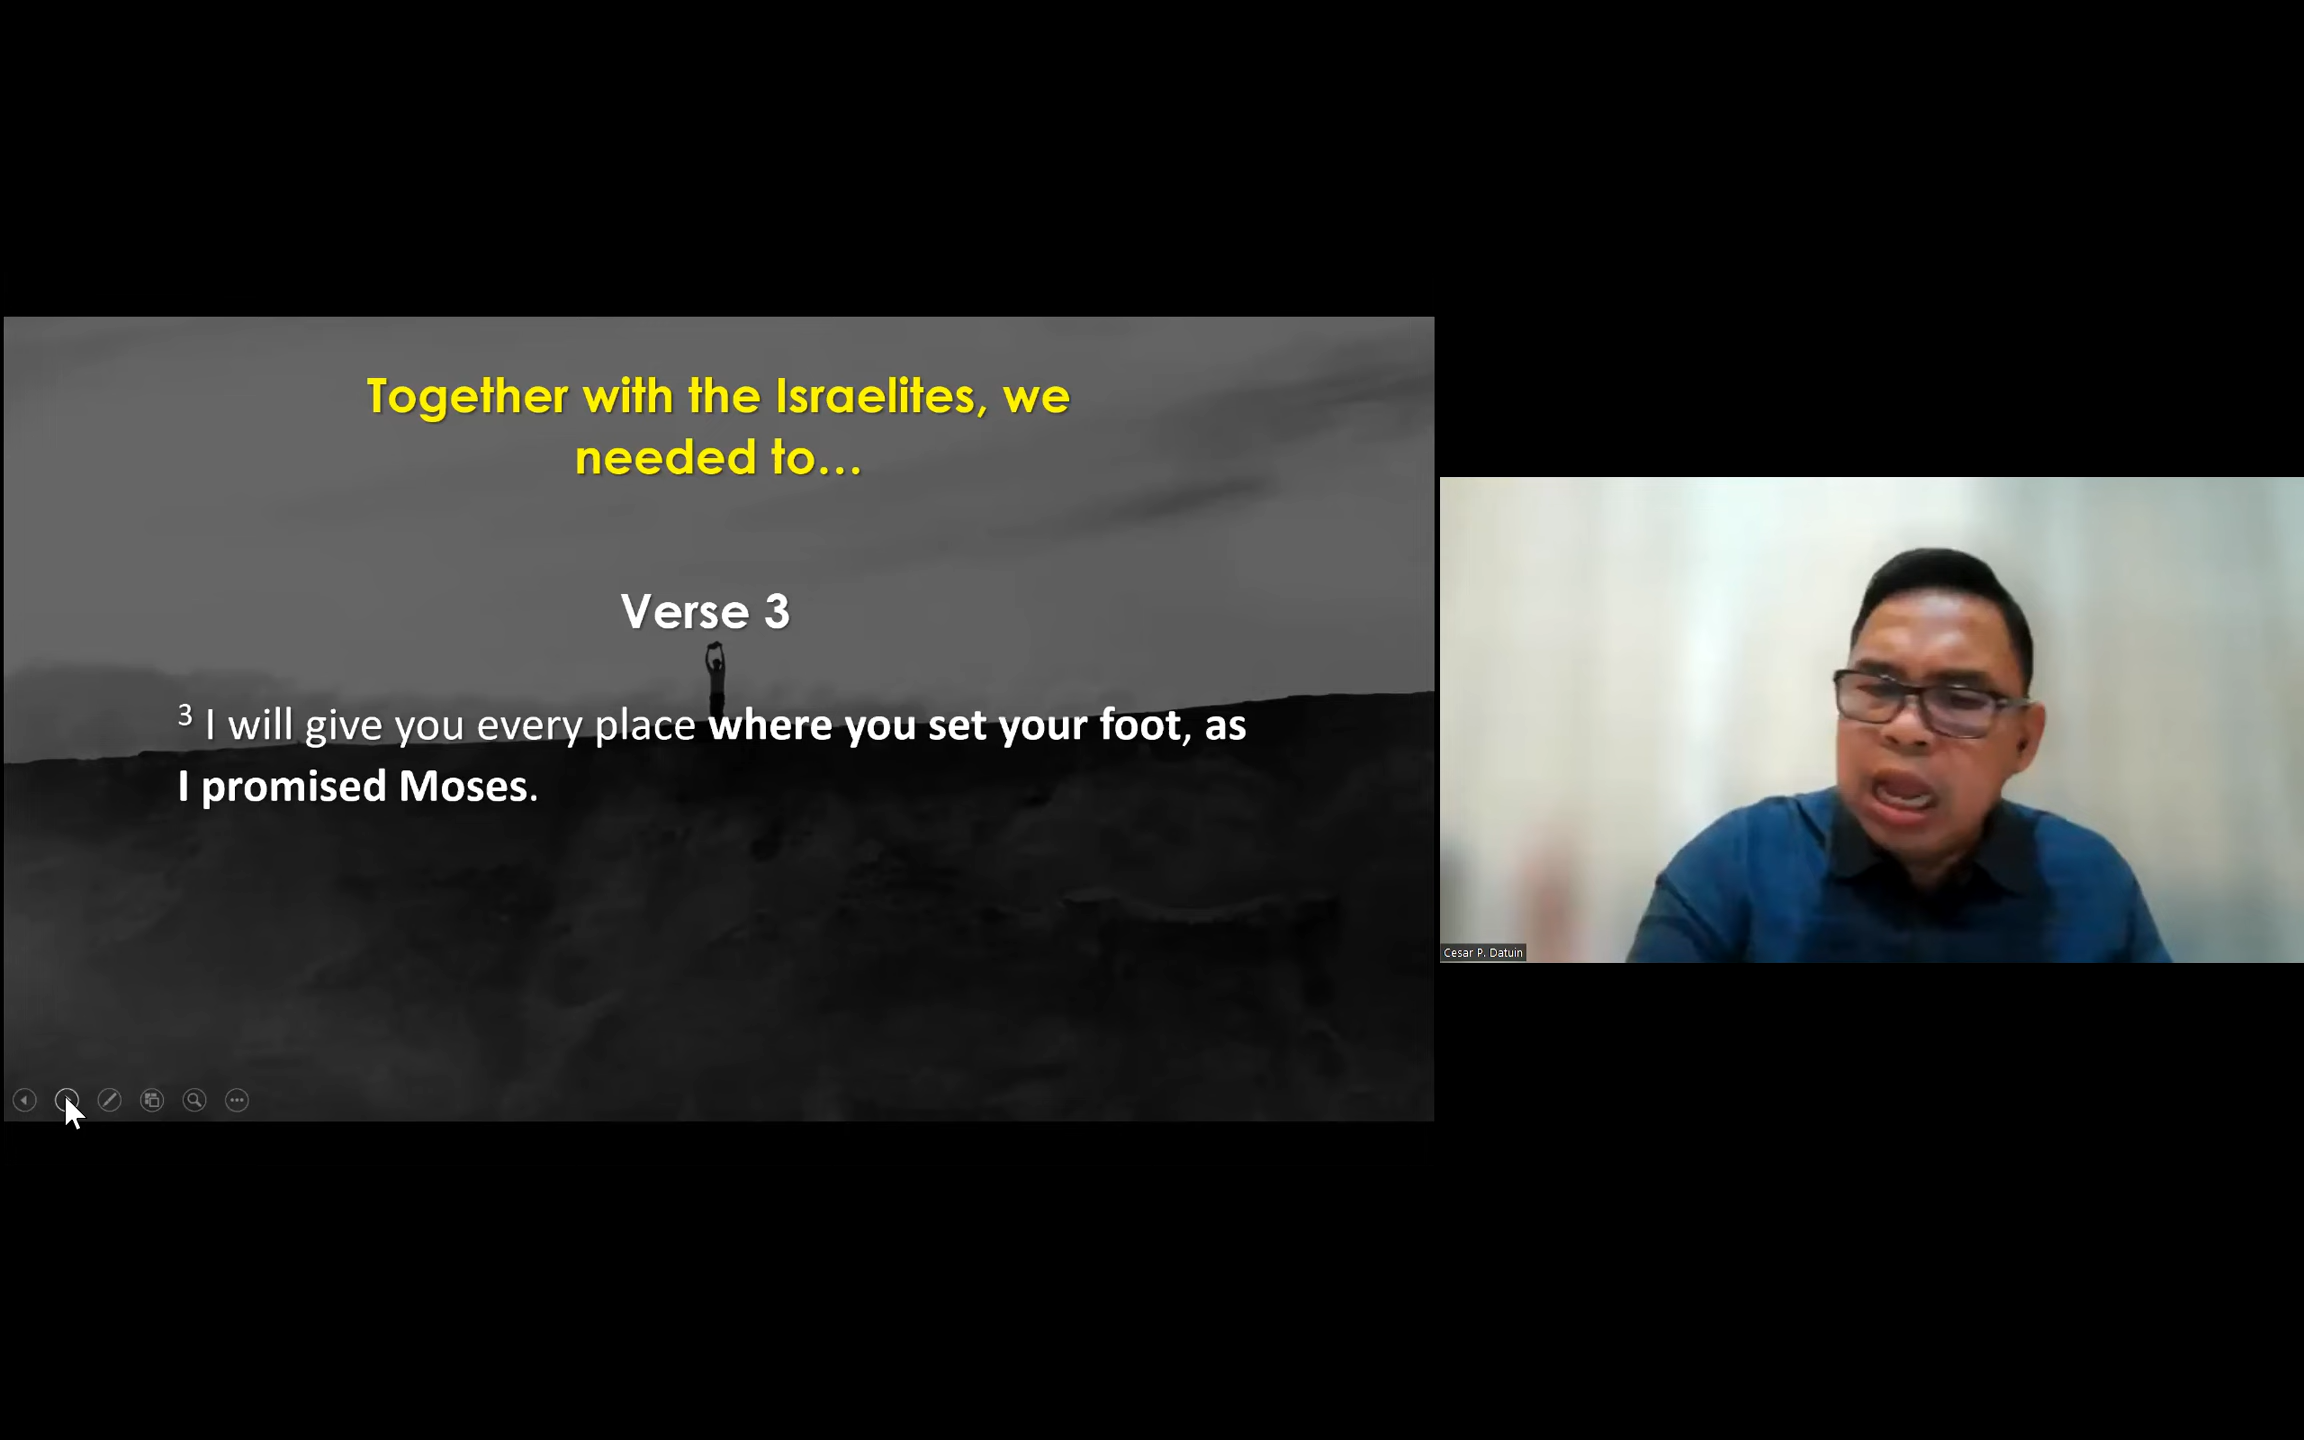 Together with the Israelites, we
needed to...
Verse 3
3 I will give you every place where you set your foot, as
I promised Moses.
Cesar P. Datuin